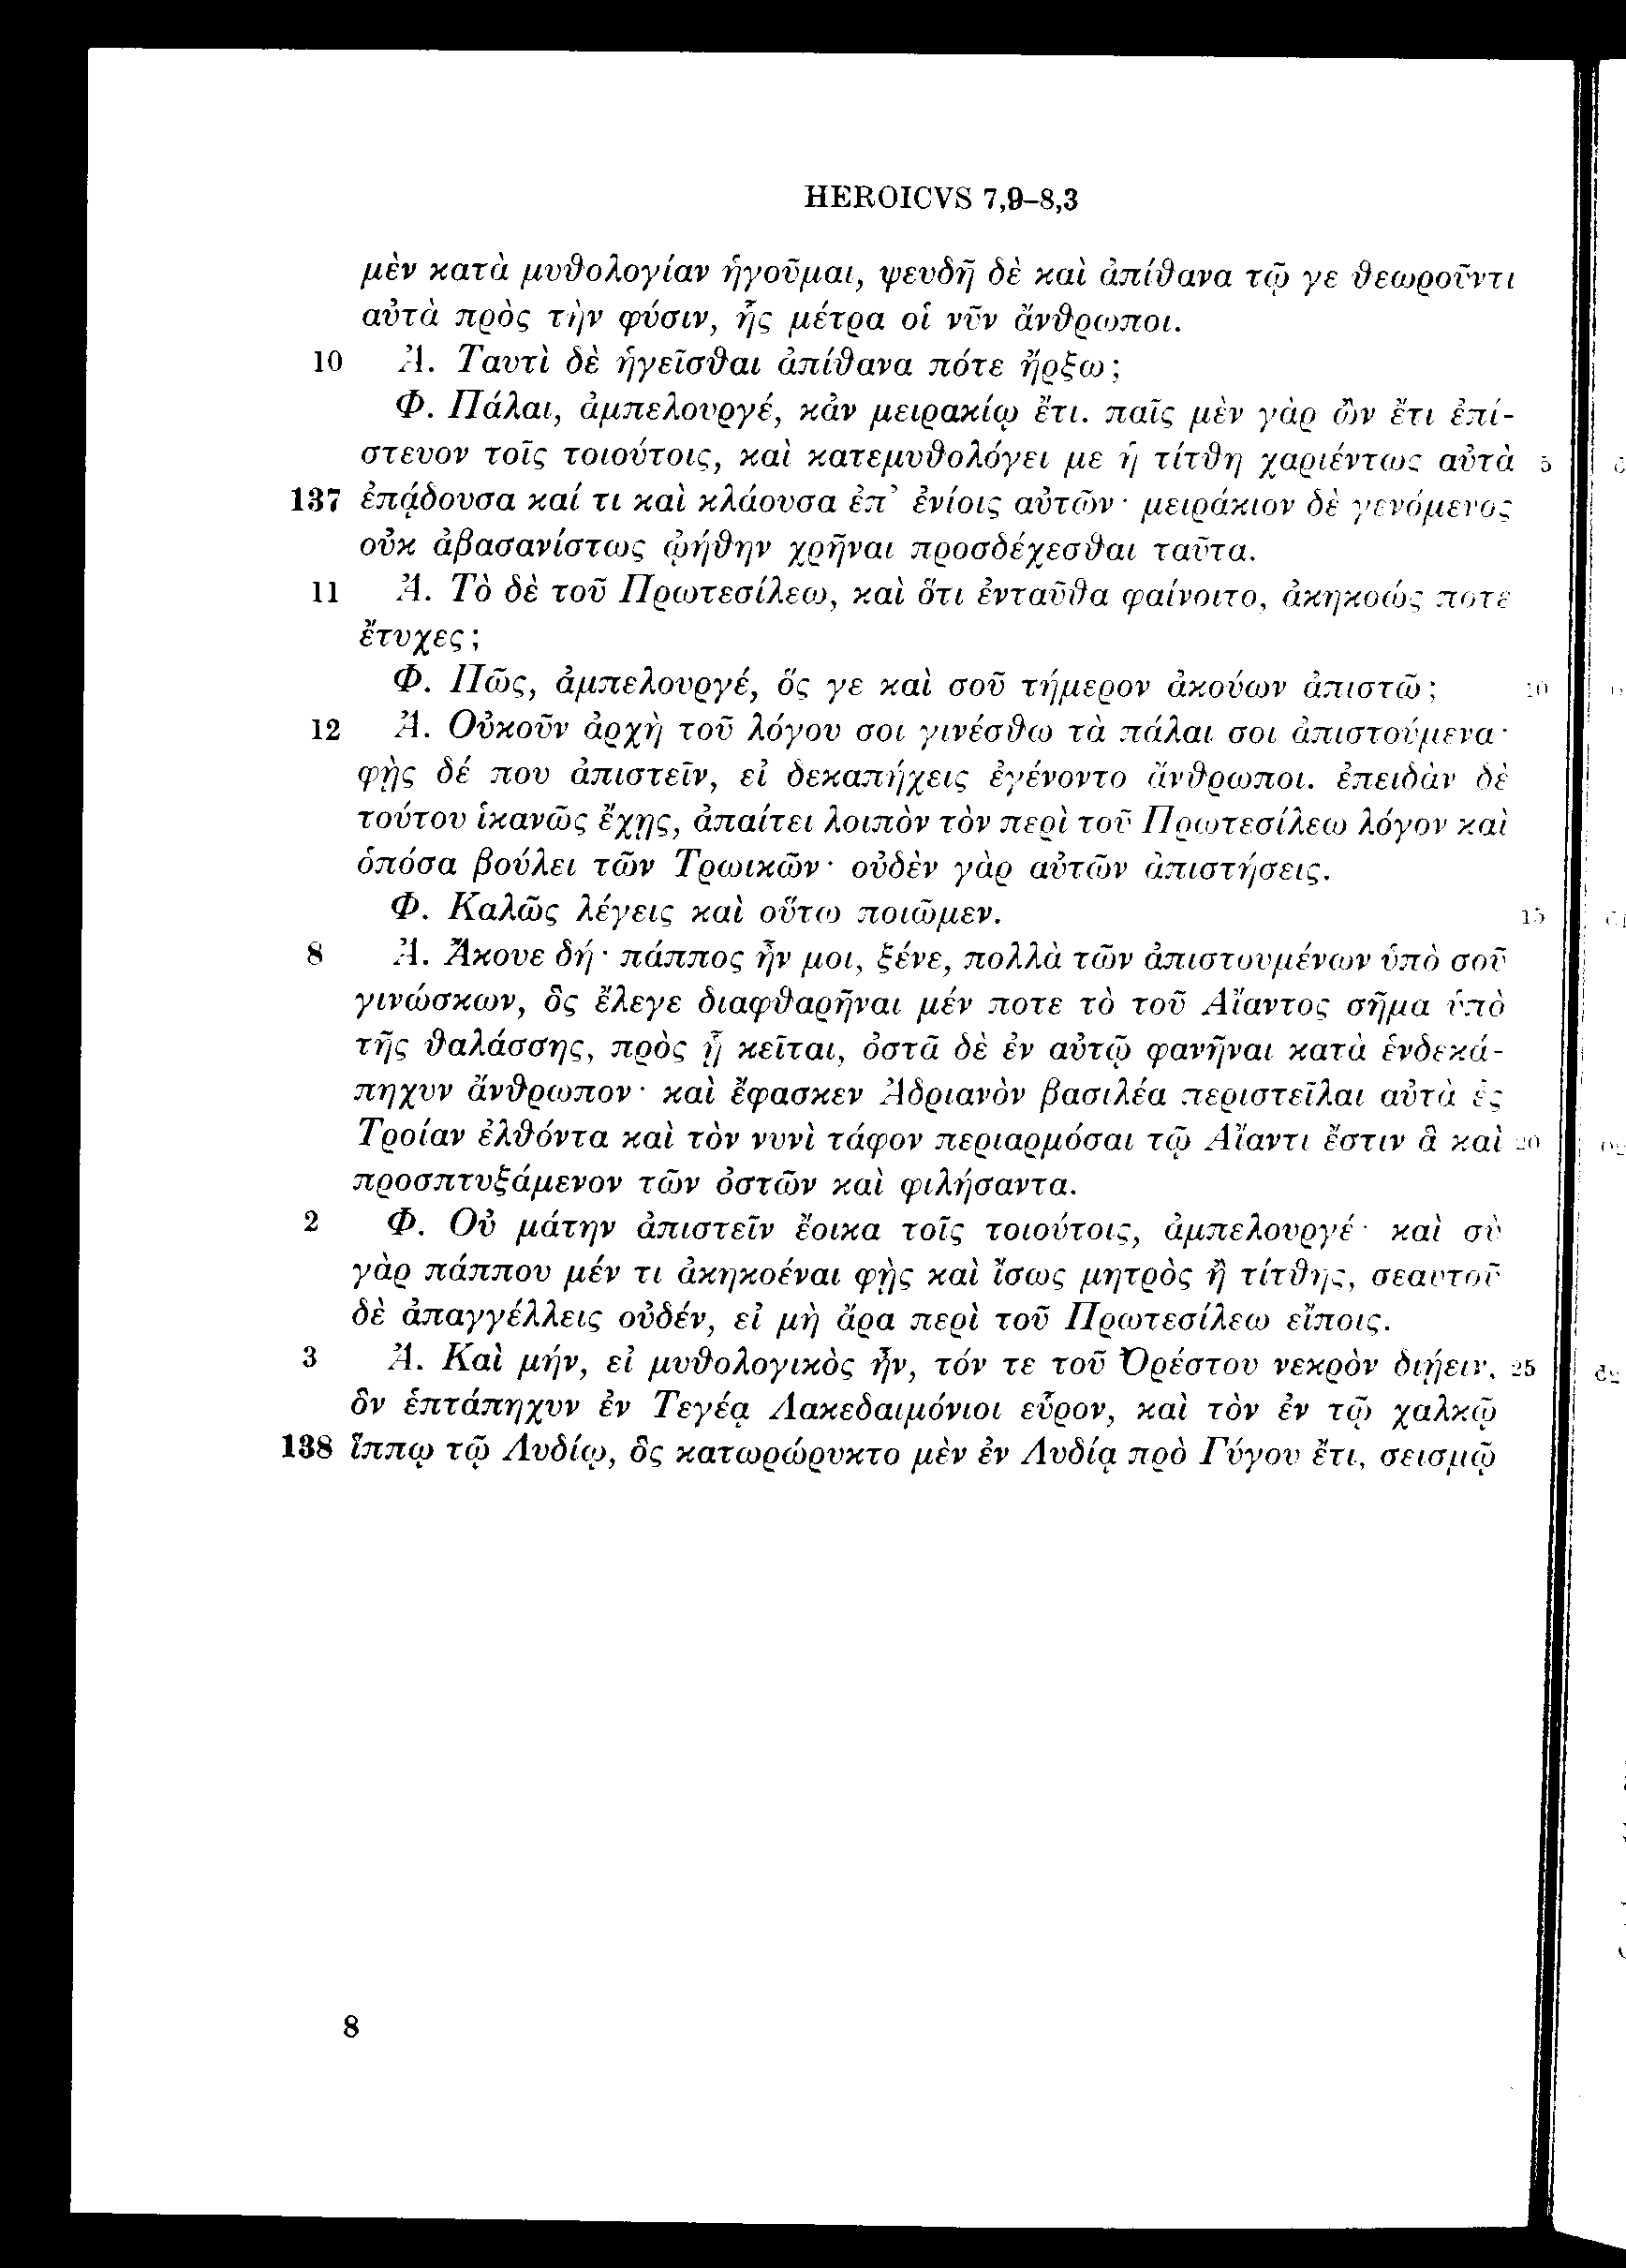 HEROICVS 7,9–8,3
μὲν κατὰ μυθολογίαν ἡγοῦμαι, ψευδῆ δὲ καὶ ἀπίθανα τῷ γε θεωροῦντι
αὐτὰ πρὸς τὴν φύσιν, ἧς μέτρα οἱ νῦν ἄνθρωποι.
10 Ἀ. Ταυτὶ δὲ ἡγεῖσθαι ἀπίθανα πότε ἤρξω;
Φ. Πάλαι, ἀμπελουργέ, κἀν μειρακίῳ ἔτι. παῖς μὲν γὰρ ὢν ἔτι ἐπί-
στευον τοῖς τοιούτοις, καὶ κατεμυθολόγει με ἡ τίτθη χαριέντως αὐτὰ 5
137 ἐπᾴδουσα καί τι καὶ κλάουσα ἐπ’ ἐνίοις αὐτῶν· μειράκιον δὲ γενόμενος
οὐκ ἀβασανίστως ᾠήθην χρῆναι προσδέχεσθαι ταῦτα.
11 Ἀ. Τὸ δὲ τοῦ Πρωτεσίλεω, καὶ ὅτι ἐνταῦθα φαίνοιτο, ἀκηκοώς ποτε
ἔτυχες;
Φ. Πῶς, ἀμπελουργέ, ὅς γε καὶ σοῦ τήμερον ἀκούων ἀπιστῶ; 10
12 Ἀ. Οὐκοῦν ἀρχὴ τοῦ λόγου σοι γινέσθω τὰ πάλαι σοι ἀπιστούμενα·
φὴς δέ που ἀπιστεῖν, εἰ δεκαπήχεις ἐγένοντο ἄνθρωποι. ἐπειδὰν δὲ
τούτου ἱκανῶς ἔχῃς, ἀπαίτει λοιπὸν τὸν περὶ τοῦ Πρωτεσίλεω λόγον καὶ
ὁπόσα βούλει τῶν Τρωικῶν· οὐδὲν γὰρ αὐτῶν ἀπιστήσεις.
Φ. Καλῶς λέγεις καὶ οὕτω ποιῶμεν. 15
8 Ἀ. Ἄκουε δή· πάππος ἦν μοι, ξένε, πολλὰ τῶν ἀπιστουμένων ὑπὸ σοῦ
γινώσκων, ὃς ἔλεγε διαφθαρῆναι μέν ποτε τὸ τοῦ Αἴαντος σῆμα ὑπὸ
τῆς θαλάσσης, πρὸς ᾗ κεῖται, ὀστᾶ δὲ ἐν αὐτῷ φανῆναι κατὰ ἑνδεκά-
πηχυν ἄνθρωπον· καὶ ἔφασκεν Ἀδριανὸν βασιλέα περιστεῖλαι αὐτὰ ἐς
Τροίαν ἐλθόντα καὶ τὸν νυνὶ τάφον περιαρμόσαι τῷ Αἴαντι ἔστιν ἃ καὶ 20
προσπτυξάμενον τῶν ὀστῶν καὶ φιλήσαντα.
2 Φ. Οὐ μάτην ἀπιστεῖν ἔοικα τοῖς τοιούτοις, ἀμπελουργέ· καὶ σὺ
γὰρ πάππου μέν τι ἀκηκοέναι φῂς καὶ ἴσως μητρὸς ἢ τίτθης, σεαυτοῦ
δὲ ἀπαγγέλλεις οὐδέν, εἰ μὴ ἄρα περὶ τοῦ Πρωτεσίλεω εἴποις.
3 Ἀ. Καὶ μήν, εἰ μυθολογικὸς ἦν, τόν τε τοῦ Ὀρέστου νεκρὸν διῄειν, 25
ὃν ἑπτάπηχυν ἐν Τεγέᾳ Λακεδαιμόνιοι εὗρον, καὶ τὸν ἐν τῷ χαλκῷ
138 ἵππῳ τῷ Λυδίῳ, ὃς κατωρώρυκτο μὲν ἐν Λυδίᾳ πρὸ Γύγου ἔτι, σεισμῷ
8